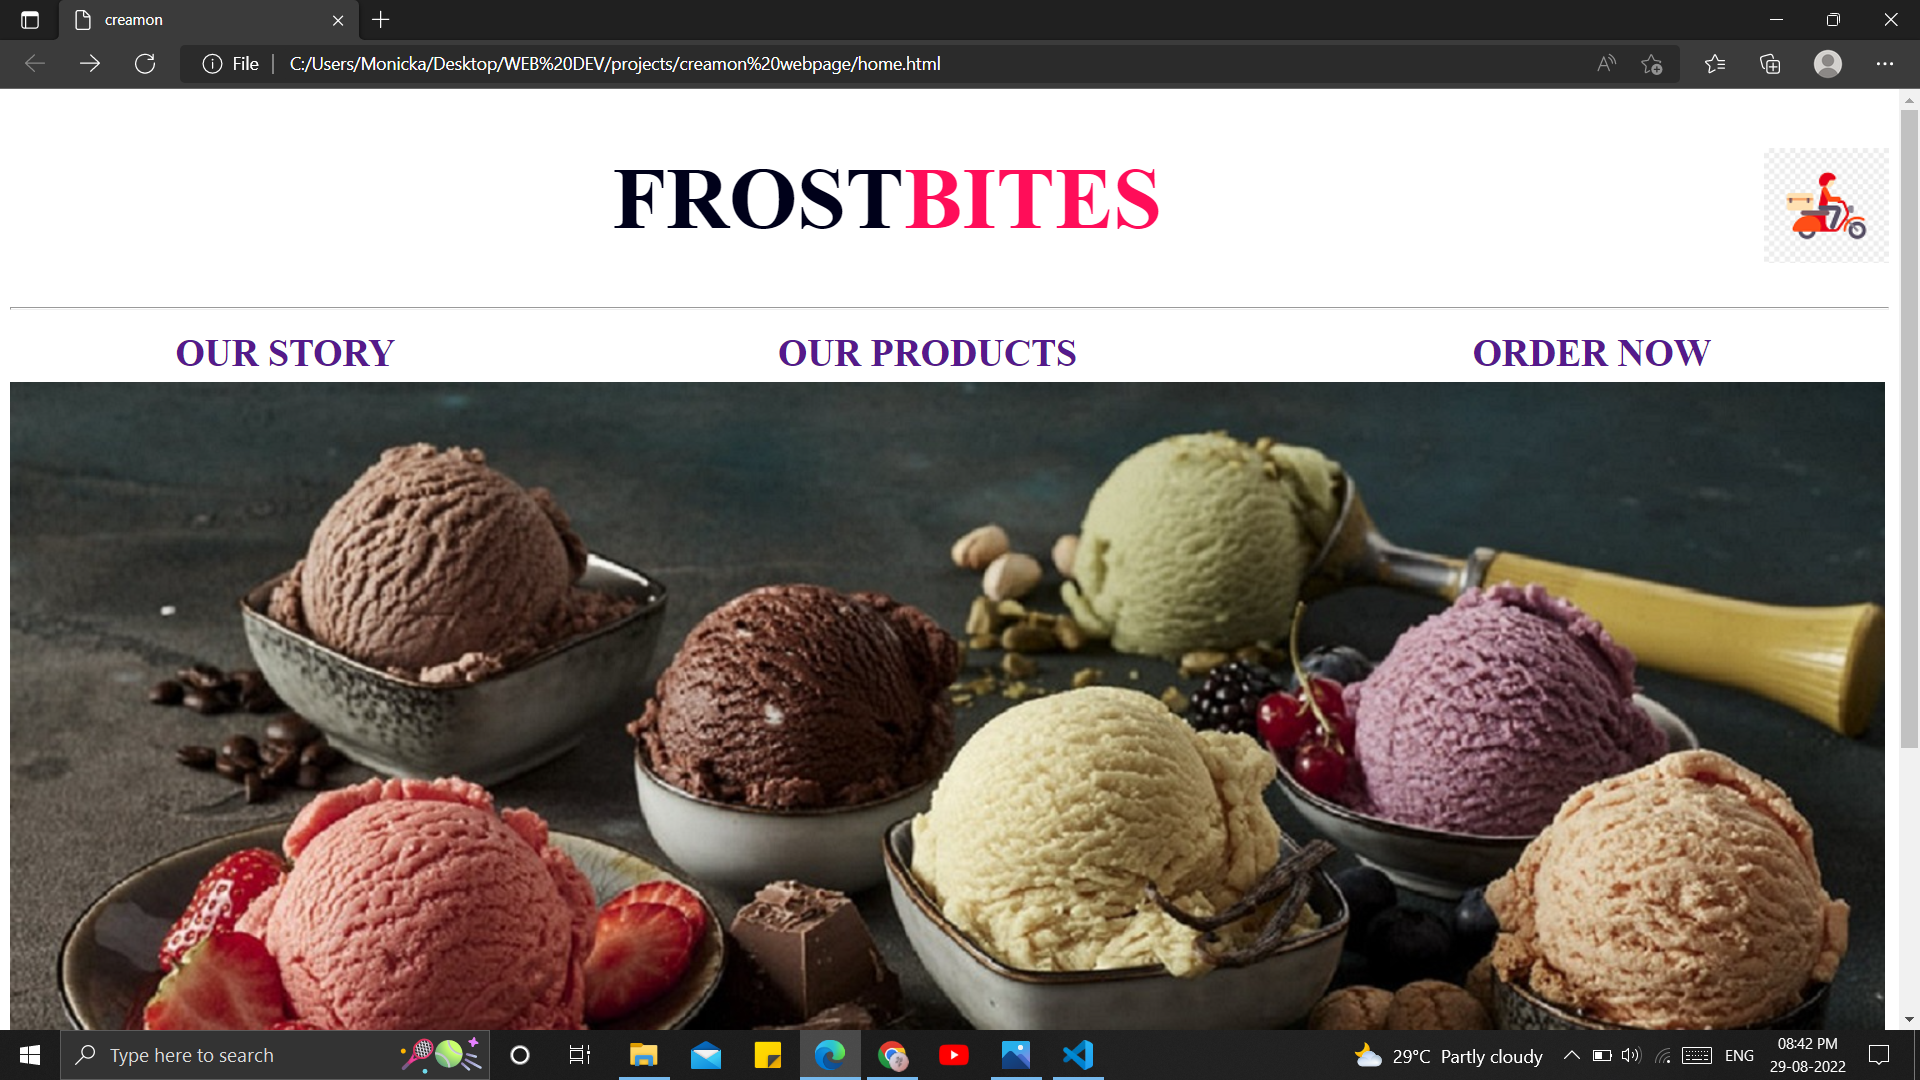 creamon
File
C:/Users/Monicka/Desktop/WEB%20DEV/projects/creamon%20webpage/home.html
FROSTBITES
OUR STORY
OUR PRODUCTS
ORDER NOW
Type here to search
29°C Partly cloudy
ENG
08:42 PM
29-08-2022